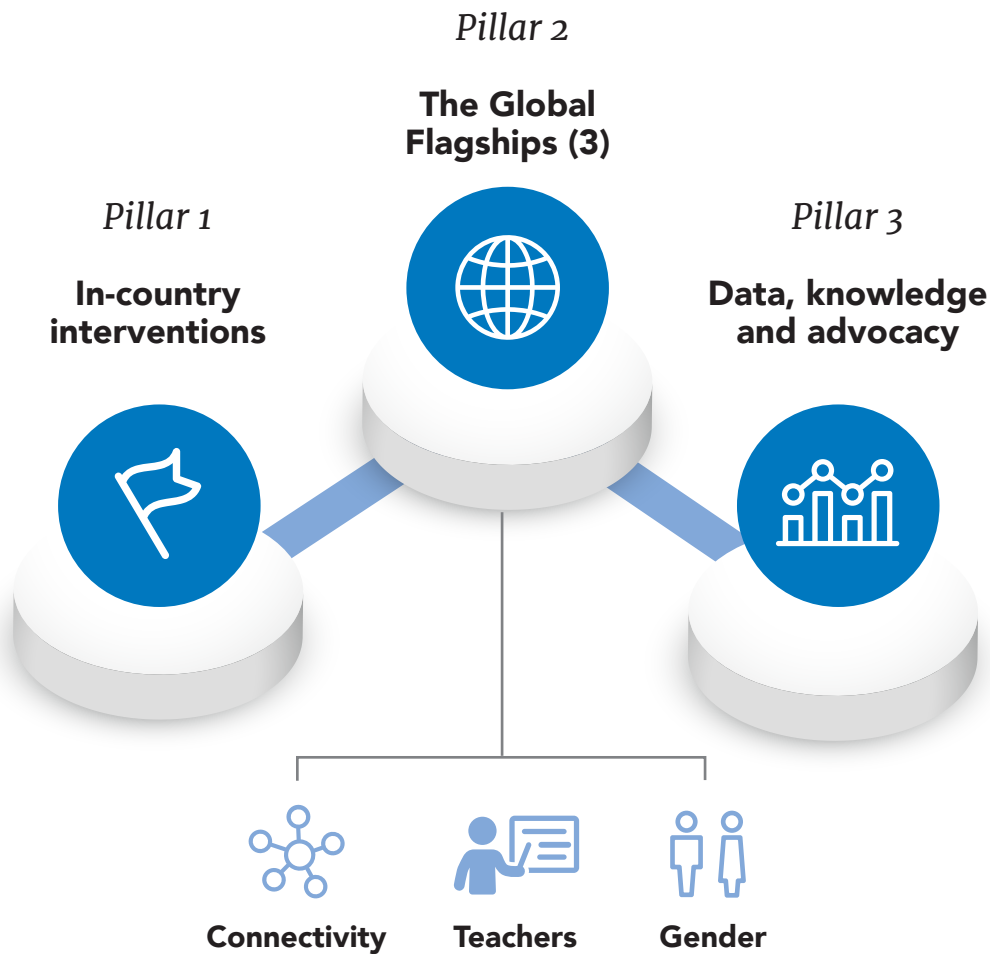 Pillar 2
The Global
Flagships (3)
Pillar 1
In-country
interventions
Pillar 3
Data, knowledge
and advocacy
Connectivity
Teachers
Gender